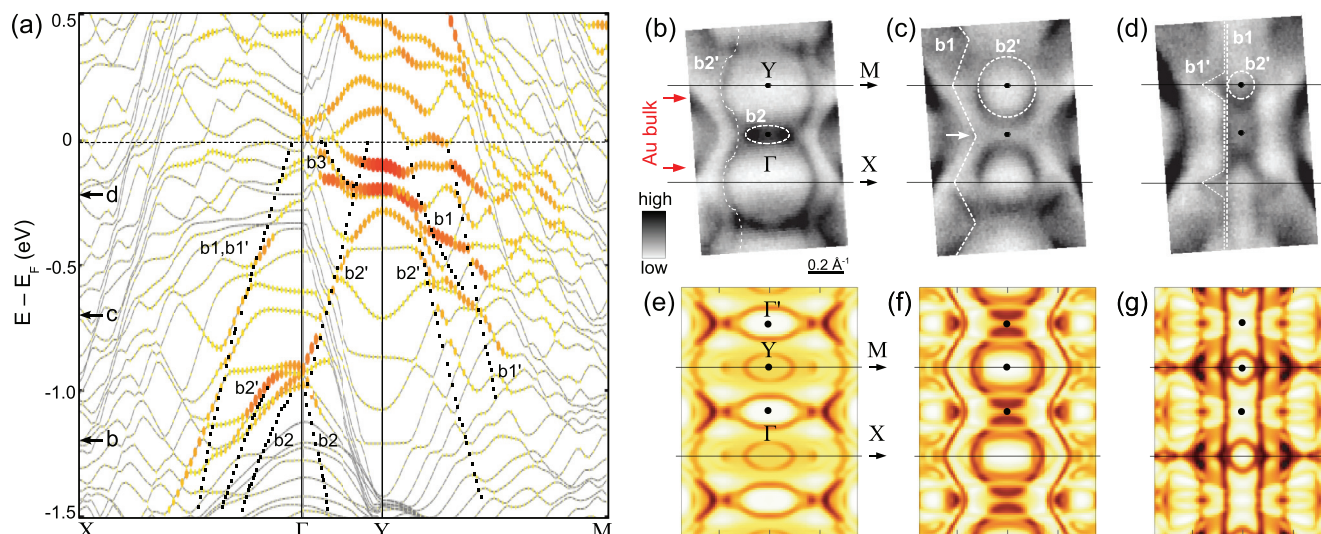 (a)
0.5
0
-0.5
-1.0
-1.5
E − E_F (eV)
d
c
b
b3
b1
b1,b1'
b2'
b2'
b1'
b2'
b2
b2
X
Γ
Y
M
(b)
b2'
Y
M
b2
Au bulk
Γ
X
high
low
0.2 Å⁻¹
(c)
b1
b2'
(d)
b1
b1'
b2'
(e)
Γ'
Y
M
Γ
X
(f)
(g)